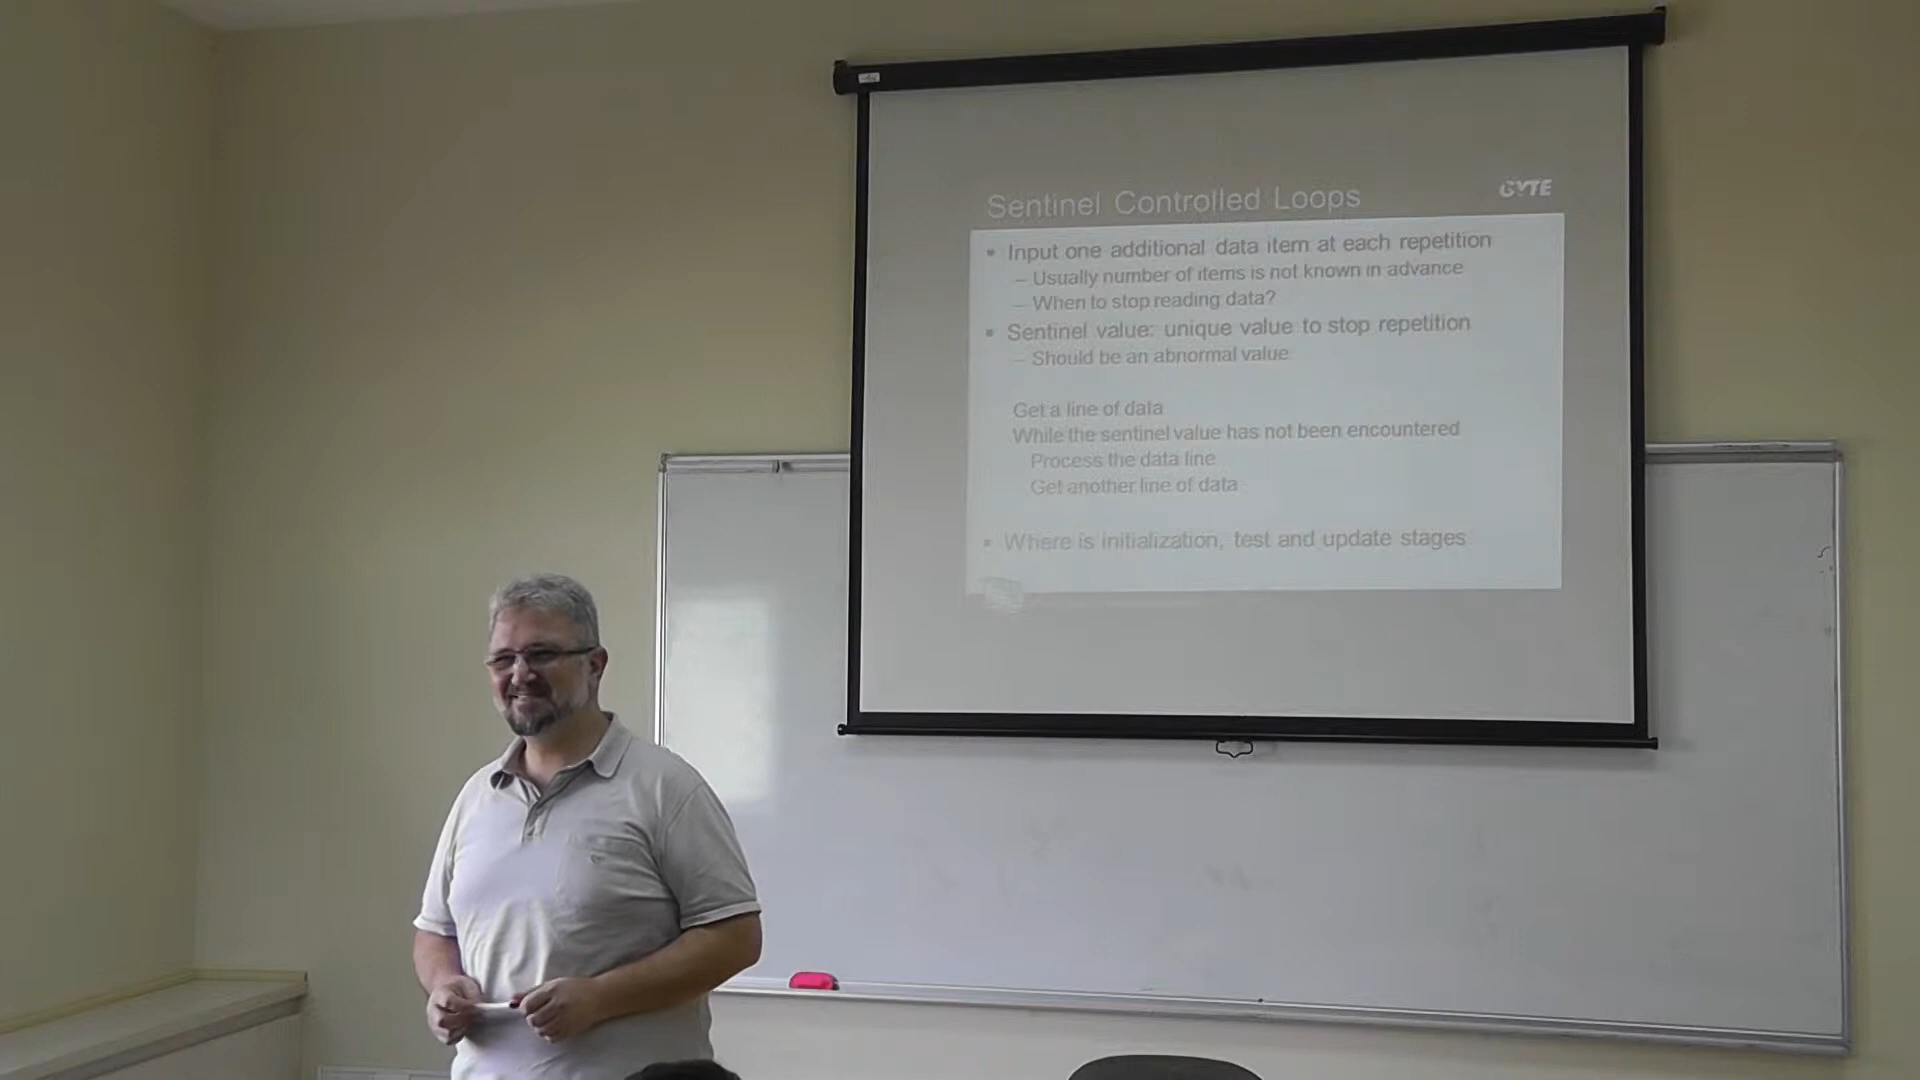 Sentinel Controlled Loops
GYTE
Input one additional data item at each repetition
– Usually number of items is not known in advance
– When to stop reading data?
Sentinel value: unique value to stop repetition
– Should be an abnormal value
Get a line of data
While the sentinel value has not been encountered
Process the data line
Get another line of data
Where is initialization, test and update stages